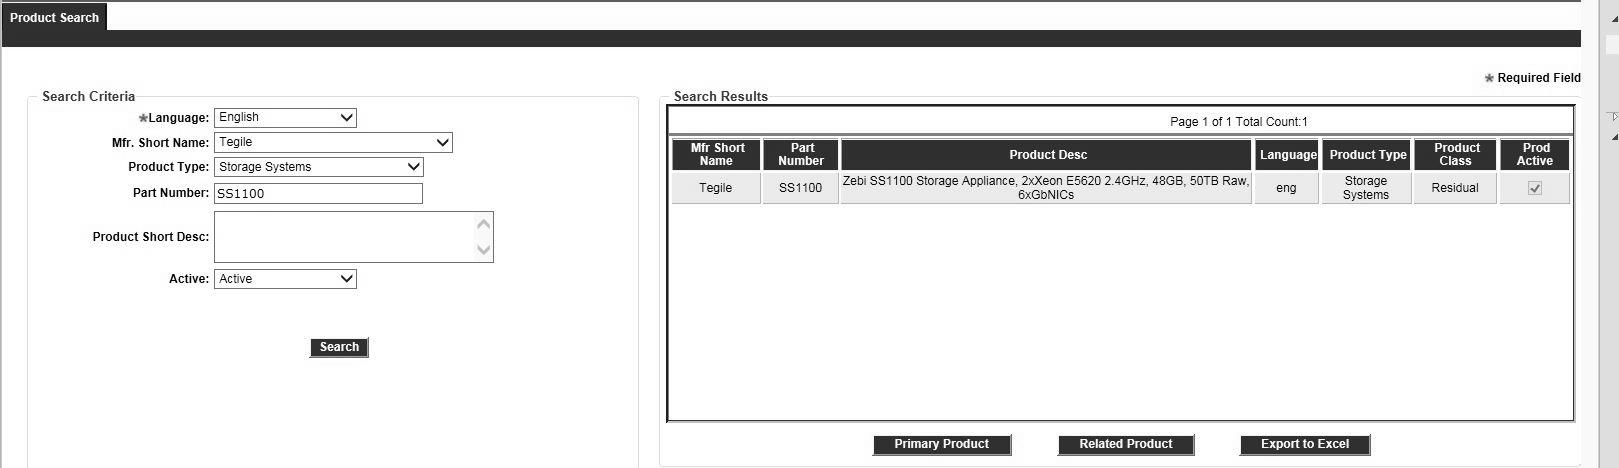 Product Search
* Required Field
Search Criteria
*Language: English
Mfr. Short Name: Tegile
Product Type: Storage Systems
Part Number: SS1100
Product Short Desc:
Active: Active
Search
Search Results
Page 1 of 1 Total Count:1
Mfr Short Name Part Number Product Desc Language Product Type Product Class Prod Active
Tegile SS1100 Zebi SS1100 Storage Appliance, 2xXeon E5620 2.4GHz, 48GB, 50TB Raw, 6xGbNICs eng Storage Systems Residual
Primary Product Related Product Export to Excel